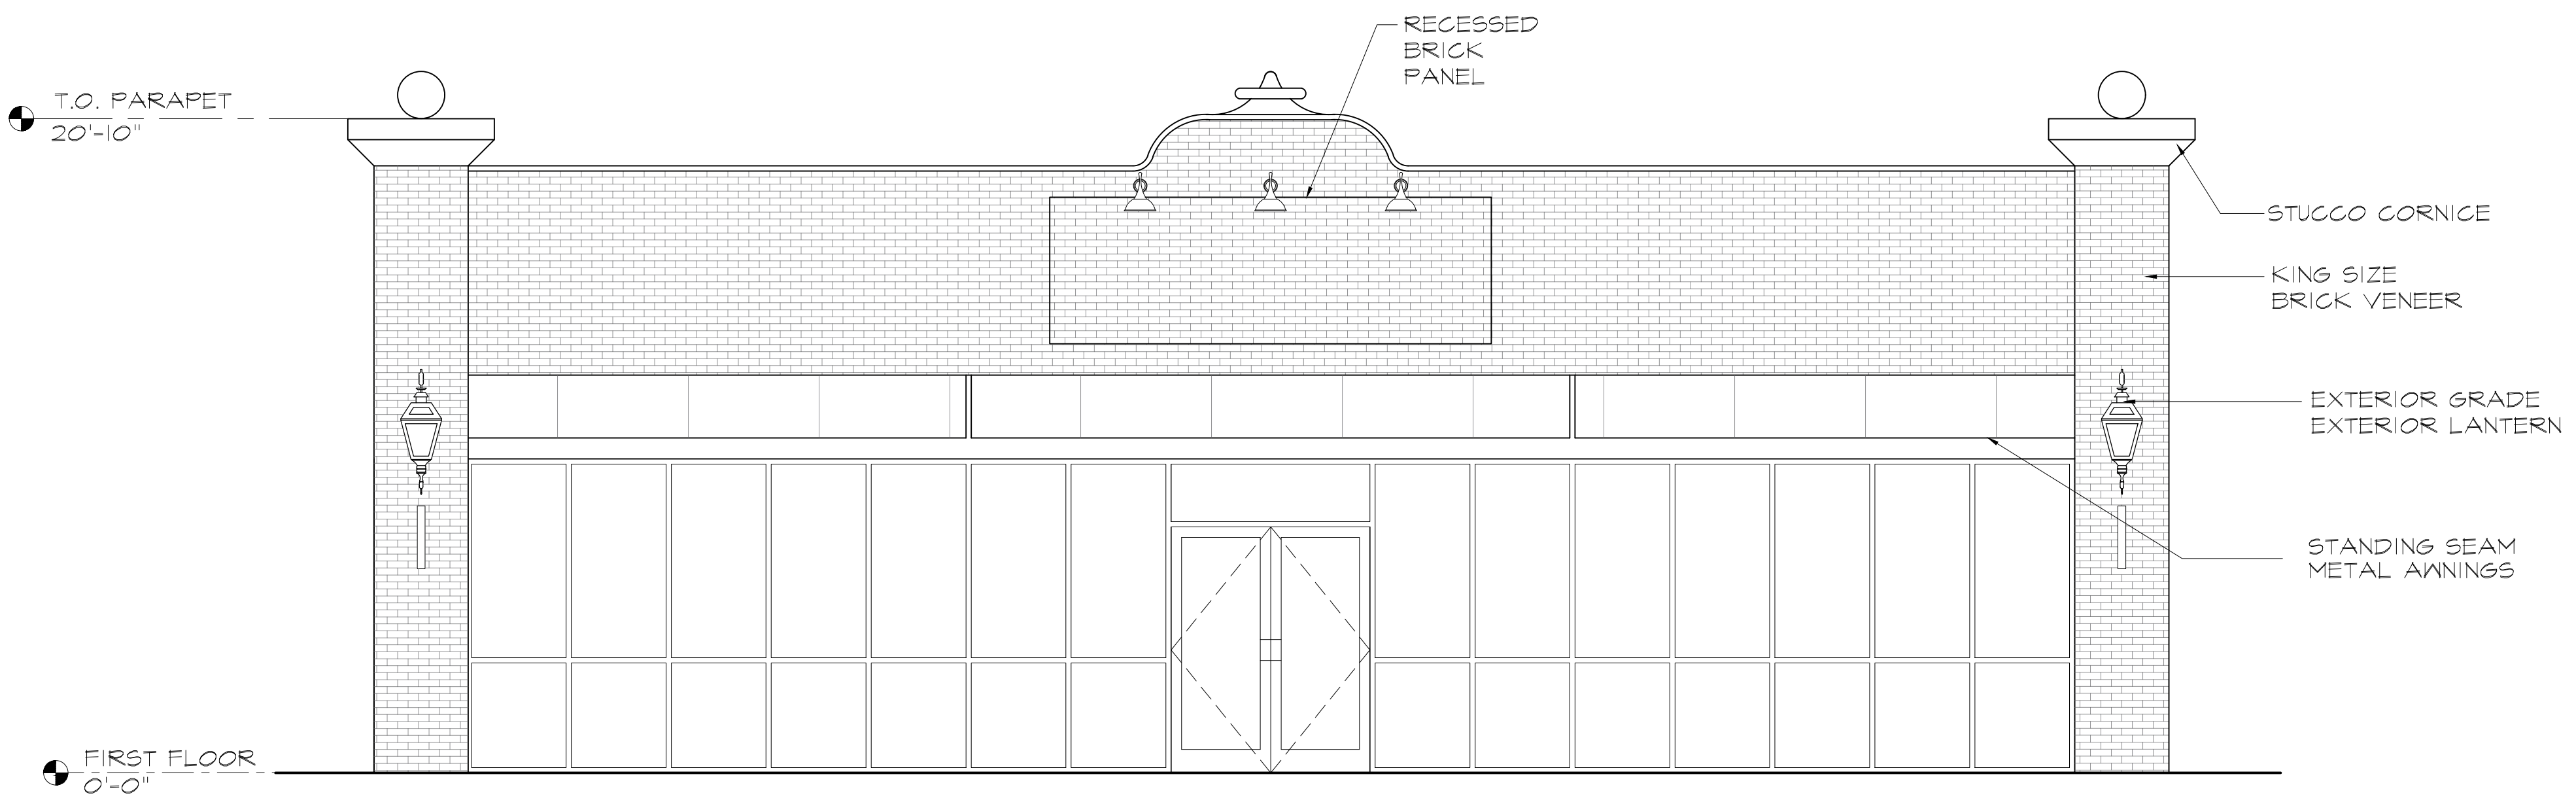 RECESSED
BRICK
PANEL
T.O. PARAPET
20'-10"
STUCCO CORNICE
KING SIZE
BRICK VENEER
EXTERIOR GRADE
EXTERIOR LANTERN
STANDING SEAM
METAL AWNINGS
FIRST FLOOR
0'-0"